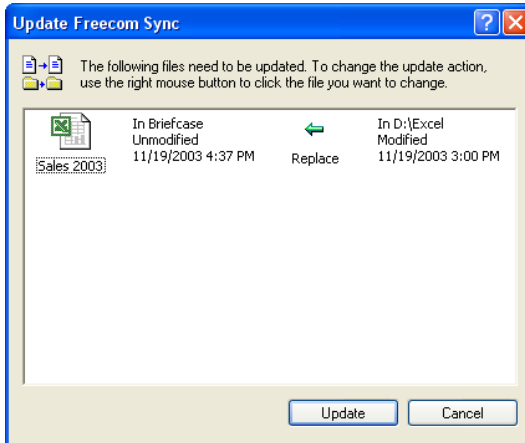 Update Freecom Sync
The following files need to be updated. To change the update action,
use the right mouse button to click the file you want to change.
Sales 2003
In Briefcase
Unmodified
11/19/2003 4:37 PM
Replace
In D:\Excel
Modified
11/19/2003 3:00 PM
Update
Cancel